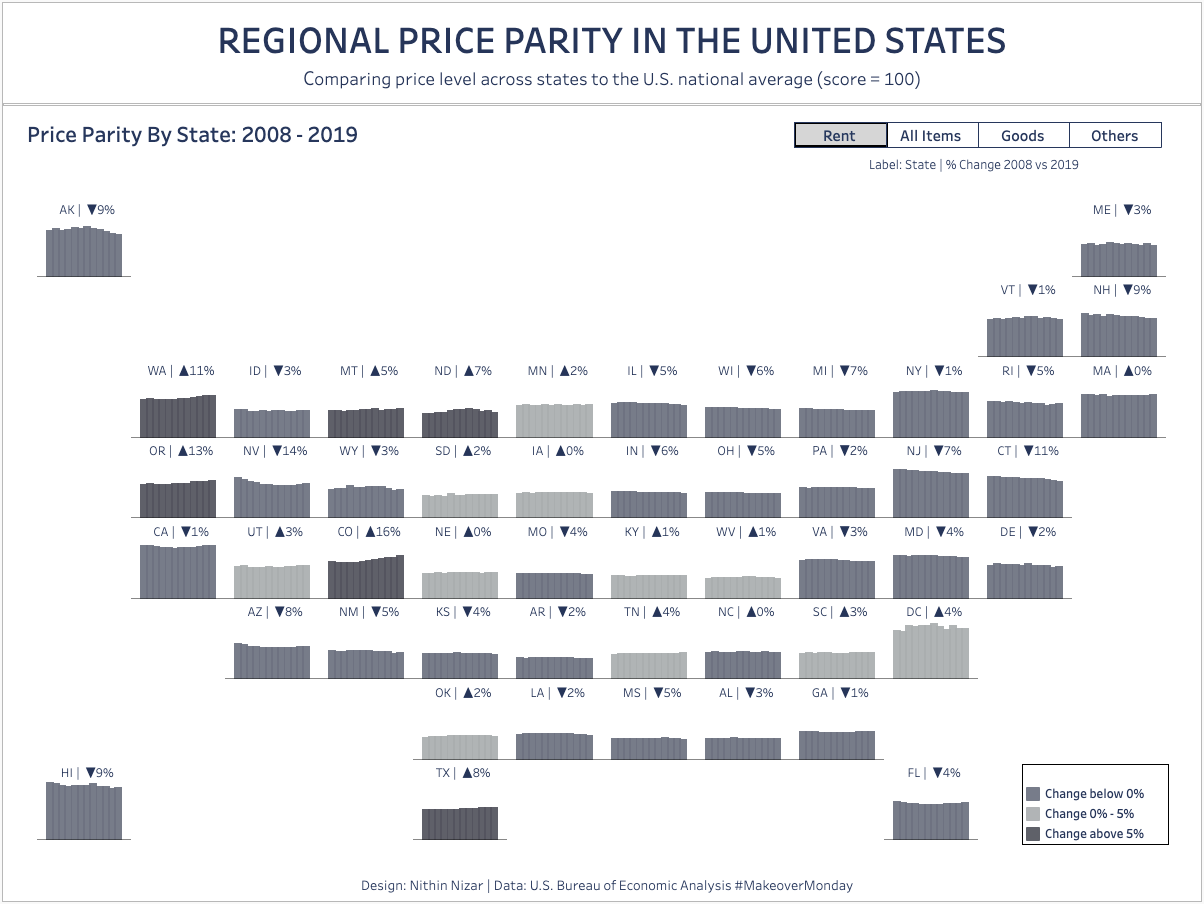 REGIONAL PRICE PARITY IN THE UNITED STATES
Comparing price level across states to the U.S. national average (score = 100)
Price Parity By State: 2008 - 2019
Rent All Items Goods Others
Label: State | % Change 2008 vs 2019
AK | ▼9% ME | ▼3%
VT | ▼1% NH | ▼9%
WA | ▲11% ID | ▼3% MT | ▲5% ND | ▲7% MN | ▲2% IL | ▼5% WI | ▼6% MI | ▼7% NY | ▼1% RI | ▼5% MA | ▲0%
OR | ▲13% NV | ▼14% WY | ▼3% SD | ▲2% IA | ▲0% IN | ▼6% OH | ▼5% PA | ▼2% NJ | ▼7% CT | ▼11%
CA | ▼1% UT | ▲3% CO | ▲16% NE | ▲0% MO | ▼4% KY | ▲1% WV | ▲1% VA | ▼3% MD | ▼4% DE | ▼2%
AZ | ▼8% NM | ▼5% KS | ▼4% AR | ▼2% TN | ▲4% NC | ▲0% SC | ▲3% DC | ▲4%
OK | ▲2% LA | ▼2% MS | ▼5% AL | ▼3% GA | ▼1%
HI | ▼9% TX | ▲8% FL | ▼4%
Change below 0%
Change 0% - 5%
Change above 5%
Design: Nithin Nizar | Data: U.S. Bureau of Economic Analysis #MakeoverMonday